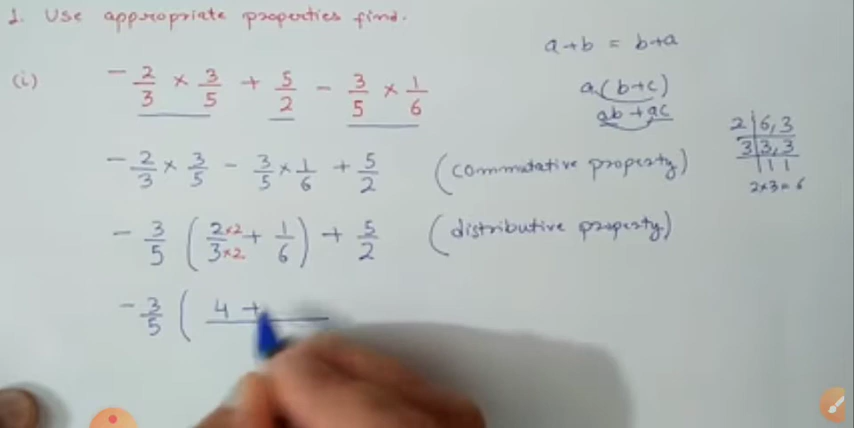 1. Use appropriate properties find.
(i) - 2/3 × 3/5 + 5/2 - 3/5 × 1/6
- 2/3 × 3/5 - 3/5 × 1/6 + 5/2 (commutative property)
- 3/5 ( 2×2/3×2 + 1/6 ) + 5/2 (distributive property)
- 3/5 ( 4 +
a+b = b+a
a(b+c)
ab+ac
2 | 6, 3
3 | 3, 3
| 1 1
2×3= 6